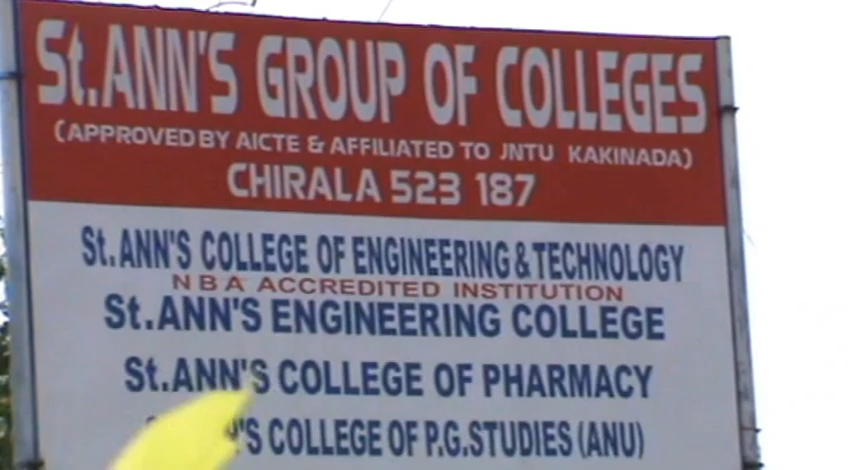 St.ANN'S GROUP OF COLLEGES
(APPROVED BY AICTE & AFFILIATED TO JNTU KAKINADA)
CHIRALA 523 187
St.ANN'S COLLEGE OF ENGINEERING & TECHNOLOGY
NBA ACCREDITED INSTITUTION
St.ANN'S ENGINEERING COLLEGE
St.ANN'S COLLEGE OF PHARMACY
COLLEGE OF P.G.STUDIES (ANU)